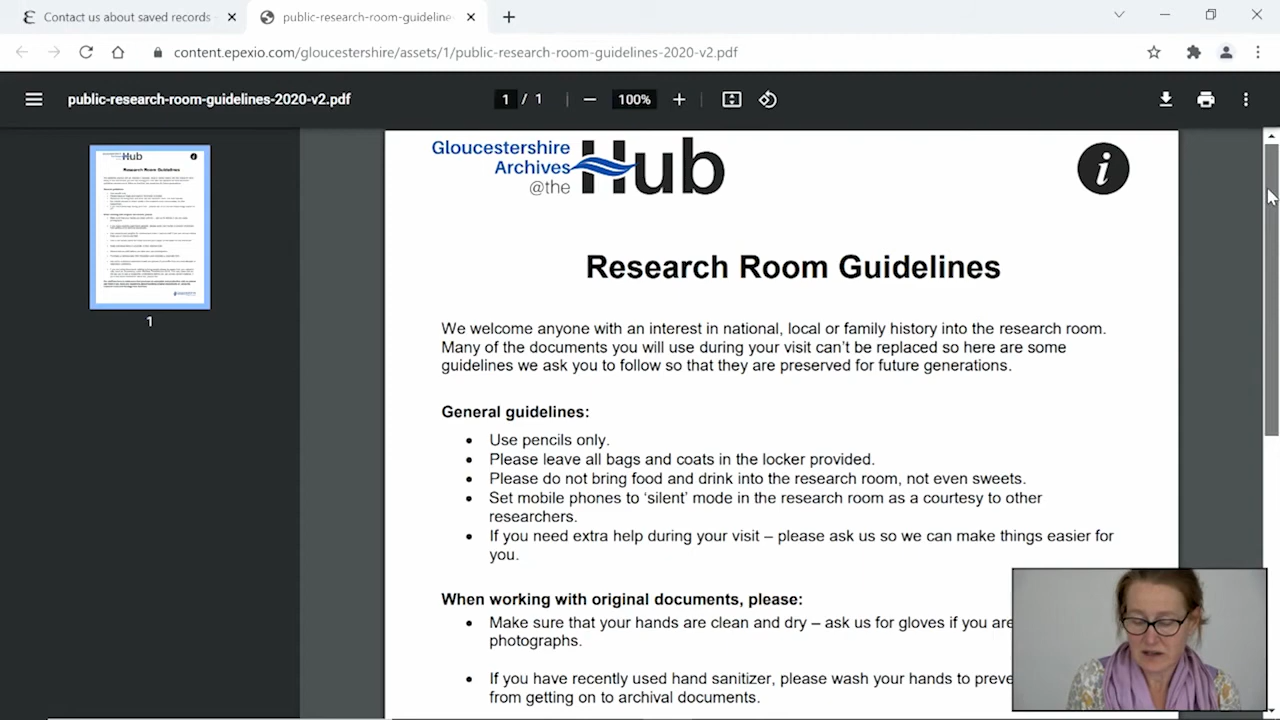 Contact us about saved records
public-research-room-guideline
content.epexio.com/gloucestershire/assets/1/public-research-room-guidelines-2020-v2.pdf
public-research-room-guidelines-2020-v2.pdf
1 / 1
100%
Hub
Research Room Guidelines
1
Gloucestershire
Archives
@the
Hub
i
Research Room Guidelines
We welcome anyone with an interest in national, local or family history into the research room.
Many of the documents you will use during your visit can't be replaced so here are some
guidelines we ask you to follow so that they are preserved for future generations.
General guidelines:
• Use pencils only.
• Please leave all bags and coats in the locker provided.
• Please do not bring food and drink into the research room, not even sweets.
• Set mobile phones to 'silent' mode in the research room as a courtesy to other
researchers.
• If you need extra help during your visit – please ask us so we can make things easier for
you.
When working with original documents, please:
• Make sure that your hands are clean and dry – ask us for gloves if you are
photographs.
• If you have recently used hand sanitizer, please wash your hands to preve
from getting on to archival documents.